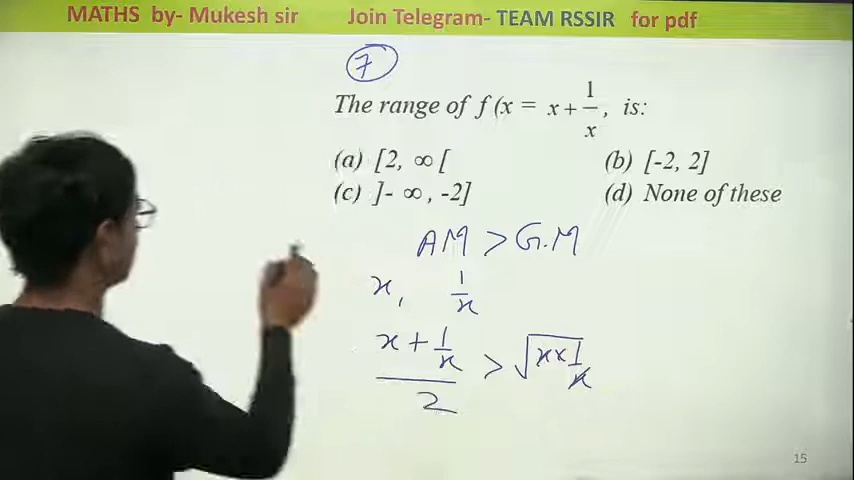 MATHS by- Mukesh sir Join Telegram- TEAM RSSIR for pdf
7
The range of f(x = x + 1/x, is:
(a) [2, ∞ [ (b) [-2, 2]
(c) ]- ∞, -2] (d) None of these
AM > G.M
x, 1/x
(x + 1/x)/2 > √(x × 1/x)
15